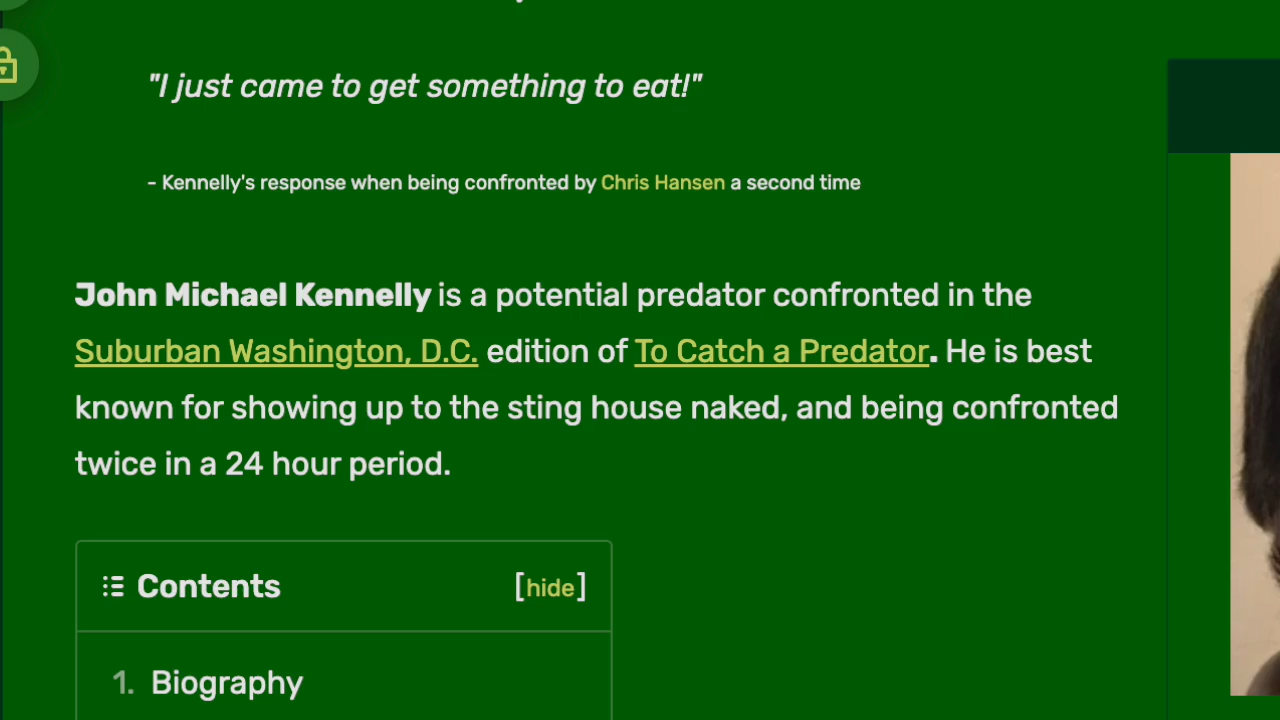 "I just came to get something to eat!"
- Kennelly's response when being confronted by Chris Hansen a second time
John Michael Kennelly is a potential predator confronted in the
Suburban Washington, D.C. edition of To Catch a Predator. He is best
known for showing up to the sting house naked, and being confronted
twice in a 24 hour period.
Contents [hide]
1. Biography